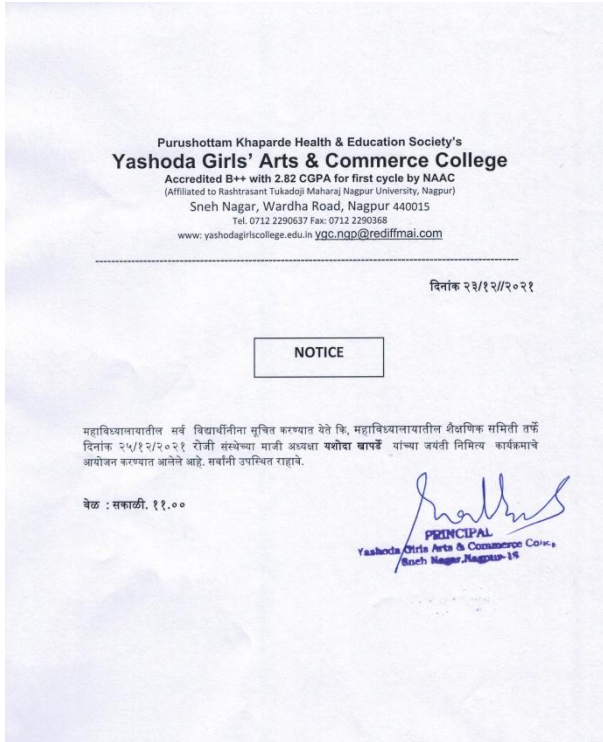 Purushottam Khaparde Health & Education Society's
Yashoda Girls' Arts & Commerce College
Accredited B++ with 2.82 CGPA for first cycle by NAAC
(Affiliated to Rashtrasant Tukadoji Maharaj Nagpur University, Nagpur)
Sneh Nagar, Wardha Road, Nagpur 440015
Tel. 0712 2290637 Fax: 0712 2290368
www: yashodagirlscollege.edu.in ygc.ngp@rediffmai.com
दिनांक २३/१२//२०२१
NOTICE
महाविध्यालायातील सर्व विद्यार्थीनीना सूचित करण्यात येते कि, महाविध्यालायातील शैक्षणिक समिती तर्फे
दिनांक २५/१२/२०२१ रोजी संस्थेच्या माजी अध्यक्षा यशोदा खापर्डे यांच्या जयंती निमित्य कार्यक्रमाचे
आयोजन करण्यात आलेले आहे. सर्वांनी उपस्थित राहावे.
वेळ : सकाळी. ११.००
PRINCIPAL
Yashoda Girls Arts & Commerce
Sneh Nagar, Nagpur-15